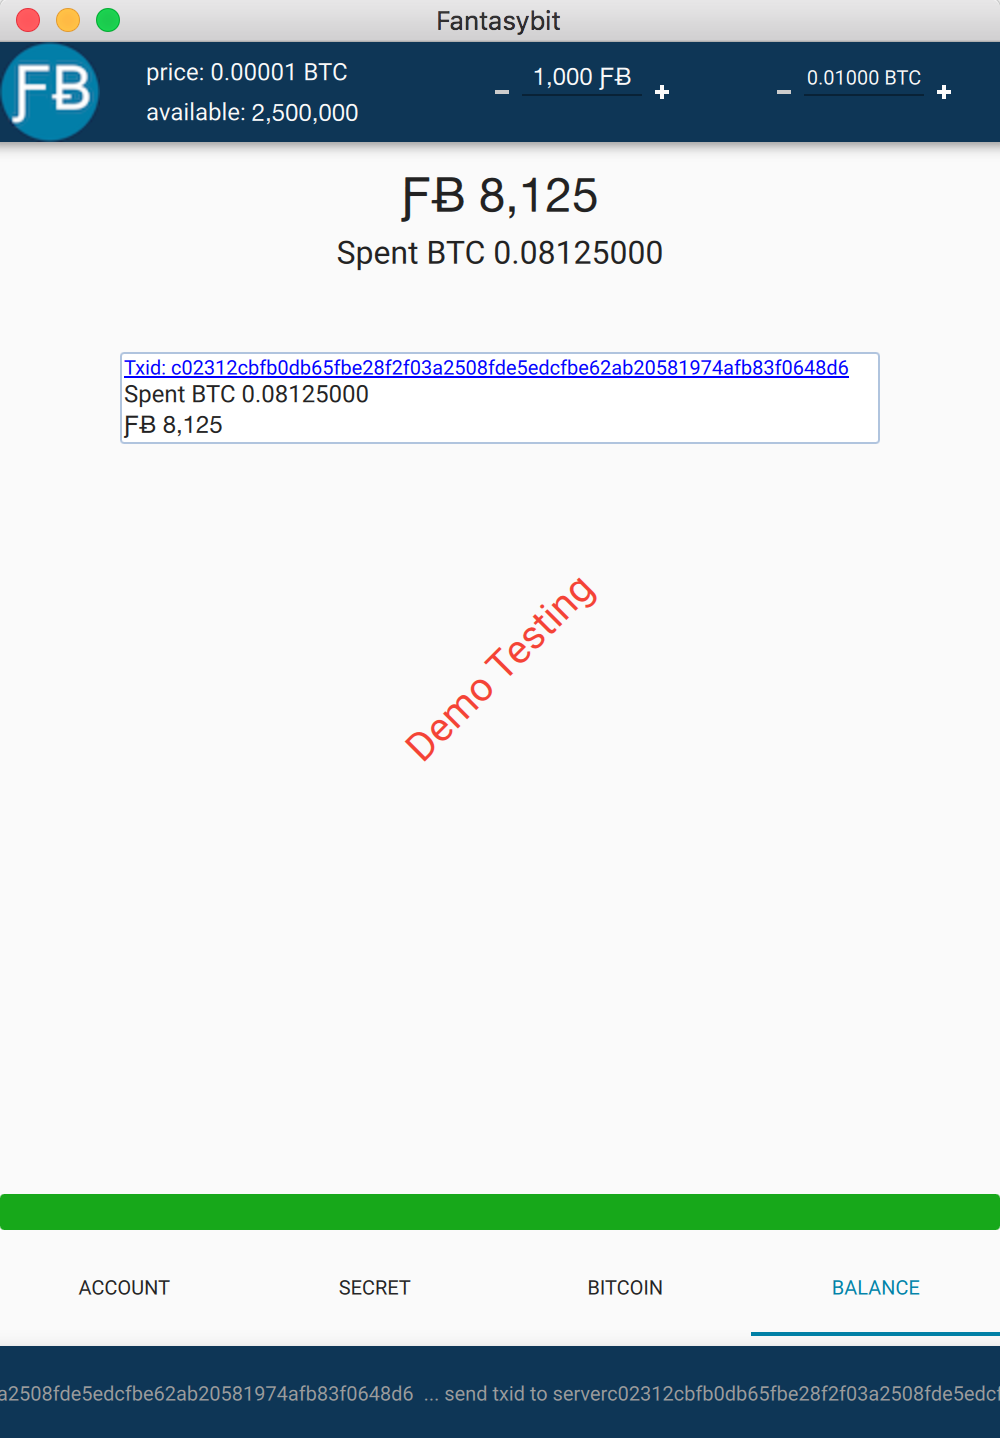 Fantasybit
ƑɃ
price: 0.00001 BTC
available: 2,500,000
1,000 ƑɃ
0.01000 BTC
ƑɃ 8,125
Spent BTC 0.08125000
Txid: c02312cbfb0db65fbe28f2f03a2508fde5edcfbe62ab20581974afb83f0648d6
Spent BTC 0.08125000
ƑɃ 8,125
Demo Testing
ACCOUNT
SECRET
BITCOIN
BALANCE
a2508fde5edcfbe62ab20581974afb83f0648d6 ... send txid to serverc02312cbfb0db65fbe28f2f03a2508fde5edcf